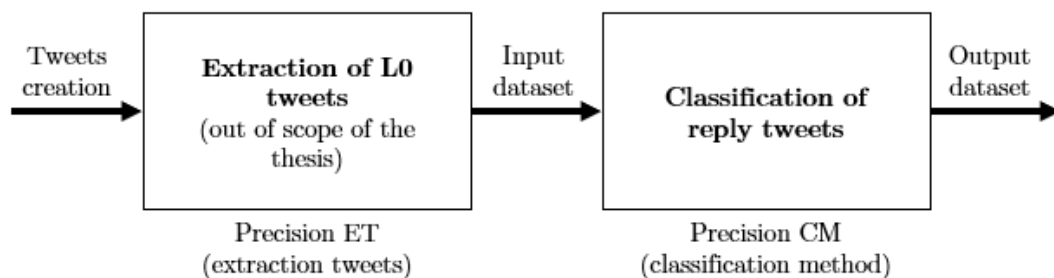 Tweets
creation
Extraction of L0
tweets
(out of scope of the
thesis)
Input
dataset
Classification of
reply tweets
Output
dataset
Precision ET
(extraction tweets)
Precision CM
(classification method)